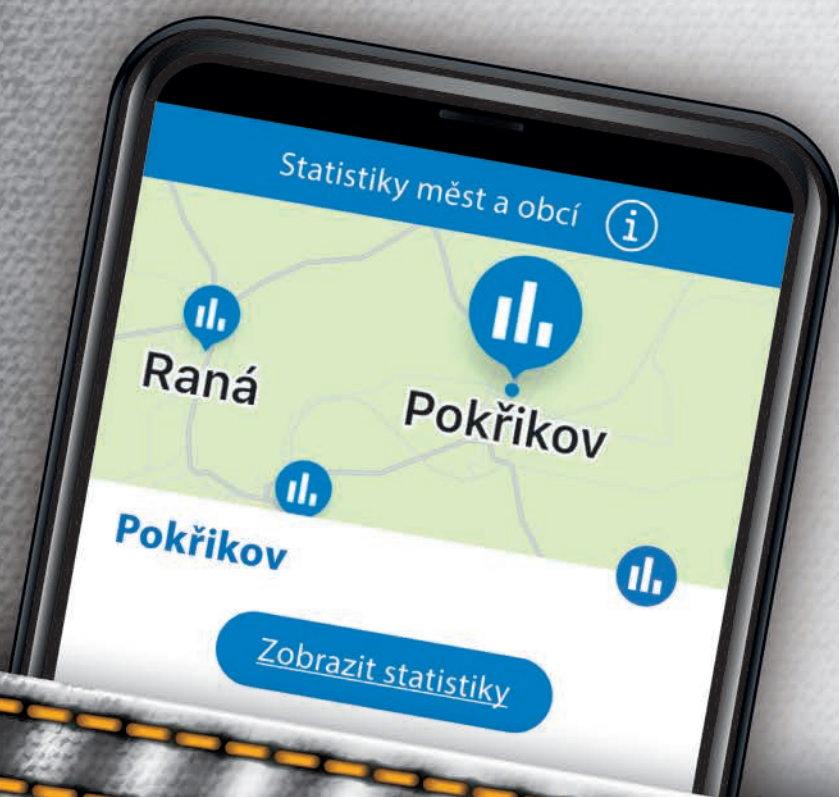 Statistiky měst a obcí i
Raná
Pokřikov
Pokřikov
Zobrazit statistiky